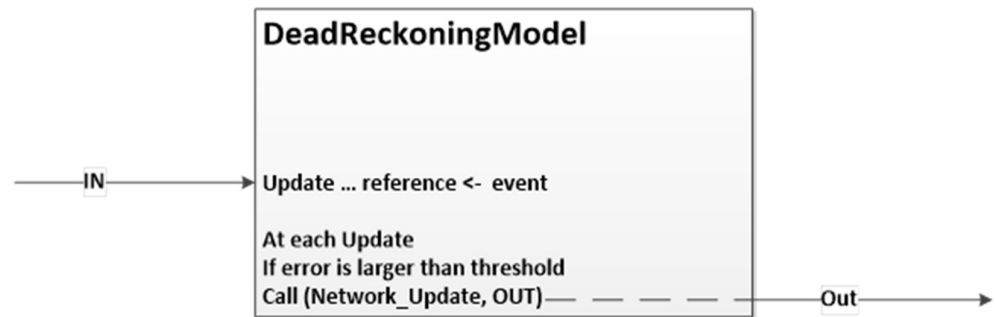 DeadReckoningModel
IN
Update ... reference <- event
At each Update
If error is larger than threshold
Call (Network_Update, OUT)
Out